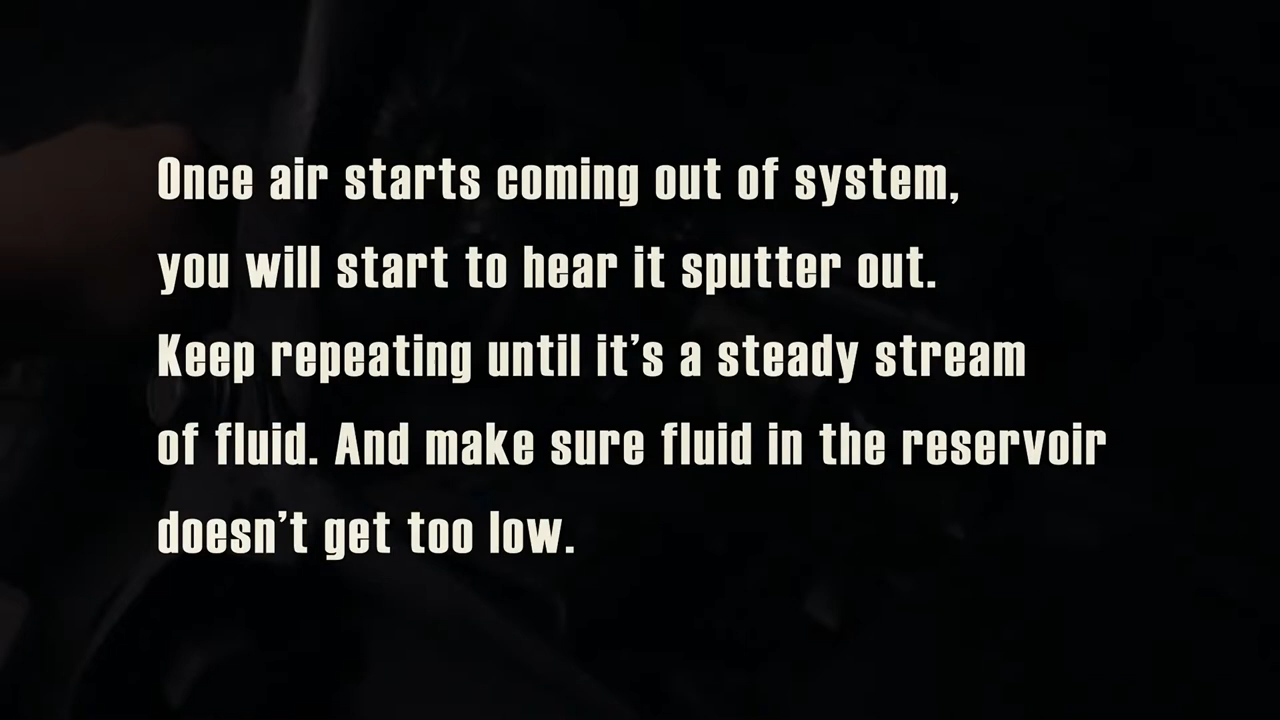 Once air starts coming out of system,
you will start to hear it sputter out.
Keep repeating until it’s a steady stream
of fluid. And make sure fluid in the reservoir
doesn’t get too low.